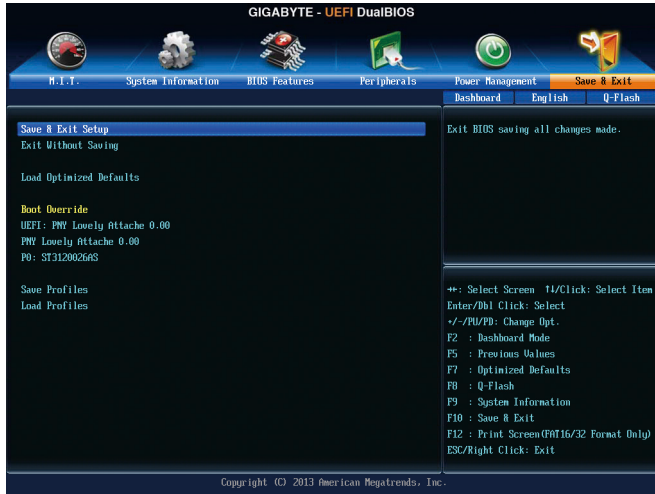 GIGABYTE - UEFI DualBIOS
M.I.T. System Information BIOS Features Peripherals Power Management Save & Exit
Dashboard English Q-Flash
Save & Exit Setup
Exit Without Saving
Load Optimized Defaults
Boot Override
UEFI: PNY Lovely Attache 0.00
PNY Lovely Attache 0.00
P0: ST3120026AS
Save Profiles
Load Profiles
Exit BIOS saving all changes made.
→←: Select Screen ↑↓/Click: Select Item
Enter/Dbl Click: Select
+/-/PU/PD: Change Opt.
F2 : Dashboard Mode
F5 : Previous Values
F7 : Optimized Defaults
F8 : Q-Flash
F9 : System Information
F10 : Save & Exit
F12 : Print Screen(FAT16/32 Format Only)
ESC/Right Click: Exit
Copyright (C) 2013 American Megatrends, Inc.